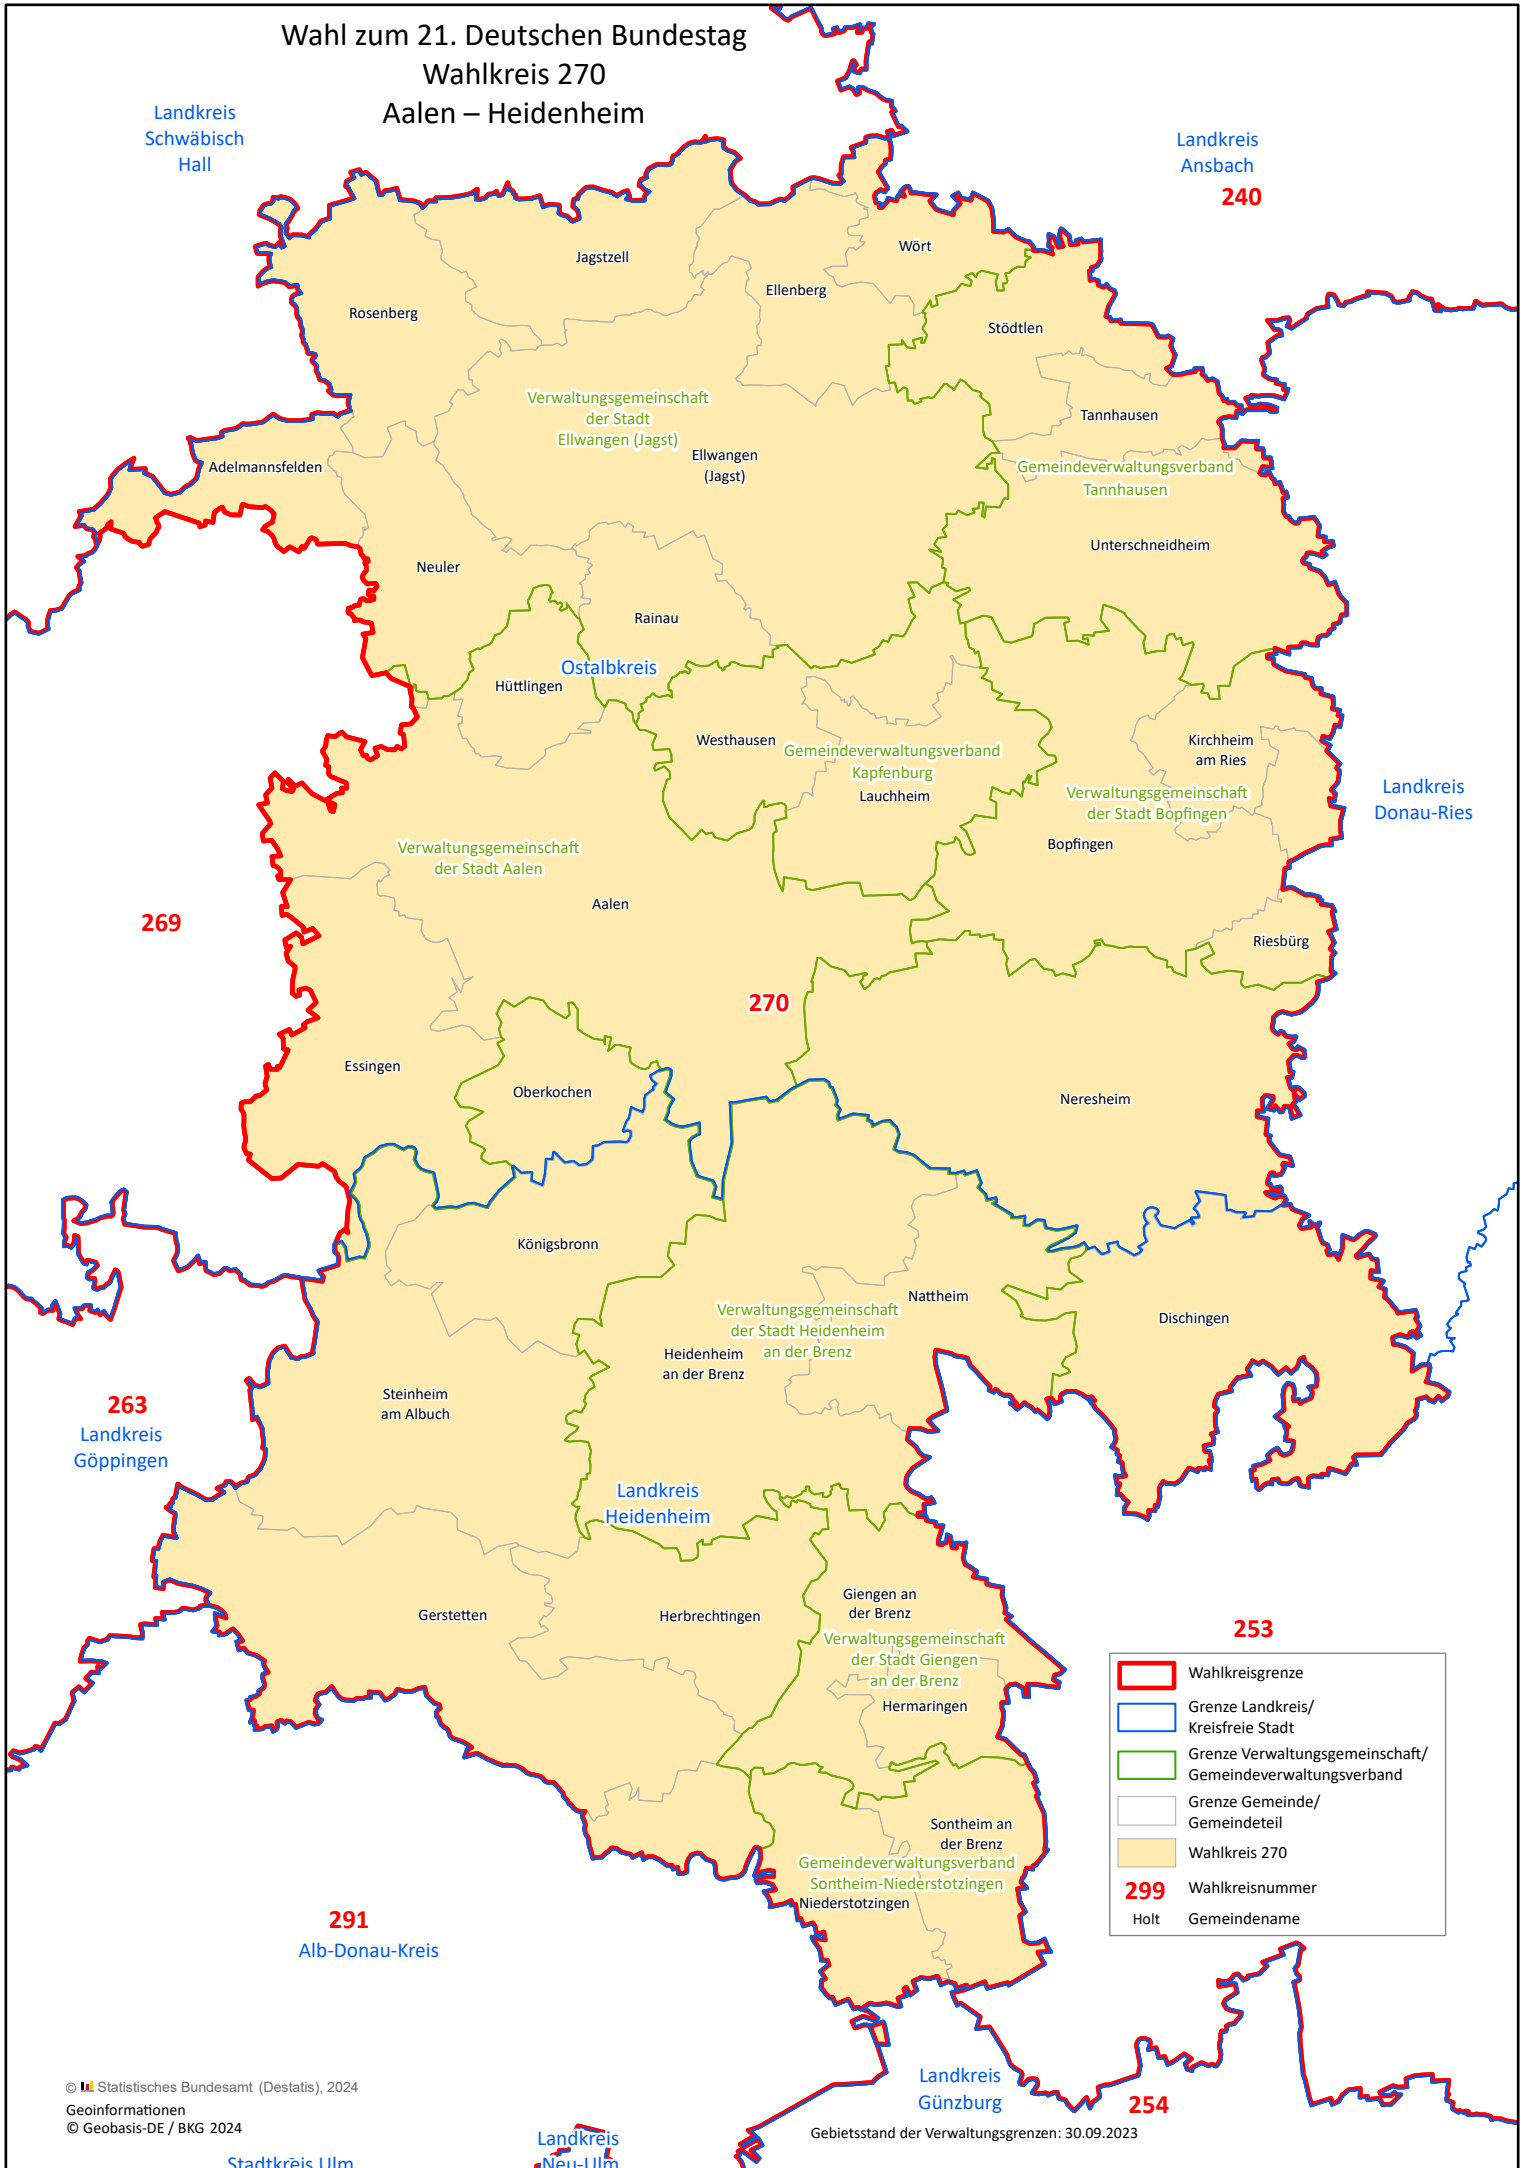 Wahl zum 21. Deutschen Bundestag
Wahlkreis 270
Aalen – Heidenheim
Landkreis
Schwäbisch
Hall
Landkreis
Ansbach
240
Wört
Jagstzell
Ellenberg
Rosenberg
Stödtlen
Verwaltungsgemeinschaft
der Stadt
Ellwangen (Jagst)
Tannhausen
Ellwangen
(Jagst)
Adelmannsfelden
Gemeindeverwaltungsverband
Tannhausen
Unterschneidheim
Neuler
Rainau
Ostalbkreis
Hüttlingen
Westhausen
Gemeindeverwaltungsverband
Kapfenburg
Lauchheim
Kirchheim
am Ries
Verwaltungsgemeinschaft
der Stadt Bopfingen
Landkreis
Donau-Ries
Bopfingen
Verwaltungsgemeinschaft
der Stadt Aalen
Aalen
269
Riesbürg
270
Essingen
Oberkochen
Neresheim
Königsbronn
Nattheim
Verwaltungsgemeinschaft
der Stadt Heidenheim
an der Brenz
Dischingen
Heidenheim
an der Brenz
Steinheim
am Albuch
263
Landkreis
Göppingen
Landkreis
Heidenheim
Gerstetten
Herbrechtingen
Giengen an
der Brenz
Verwaltungsgemeinschaft
der Stadt Giengen
an der Brenz
Hermaringen
253
Wahlkreisgrenze
Grenze Landkreis/
Kreisfreie Stadt
Grenze Verwaltungsgemeinschaft/
Gemeindeverwaltungsverband
Grenze Gemeinde/
Gemeindeteil
Wahlkreis 270
299 Wahlkreisnummer
Holt Gemeindename
Sontheim an
der Brenz
Gemeindeverwaltungsverband
Sontheim-Niederstotzingen
Niederstotzingen
291
Alb-Donau-Kreis
Landkreis
Günzburg
254
© Statistisches Bundesamt (Destatis), 2024
Geoinformationen
© Geobasis-DE / BKG 2024
Gebietsstand der Verwaltungsgrenzen: 30.09.2023
Landkreis
Neu-Ulm
Stadtkreis Ulm